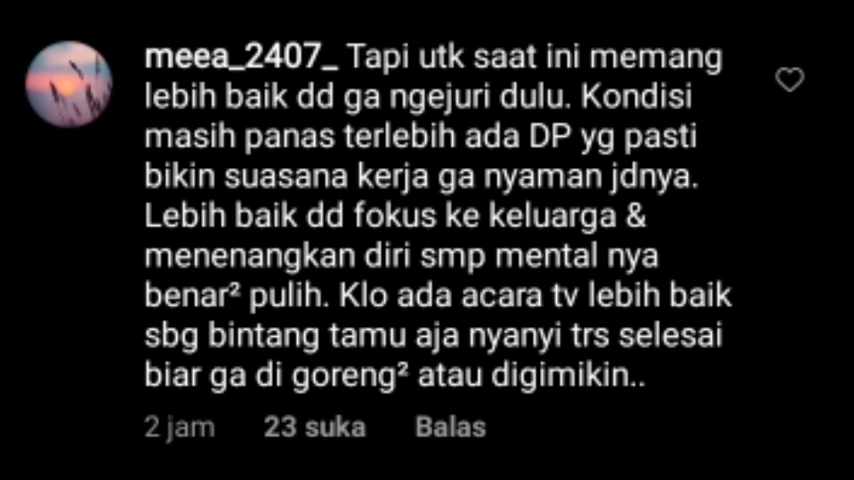 meea_2407_ Tapi utk saat ini memang
lebih baik dd ga ngejuri dulu. Kondisi
masih panas terlebih ada DP yg pasti
bikin suasana kerja ga nyaman jdnya.
Lebih baik dd fokus ke keluarga &
menenangkan diri smp mental nya
benar² pulih. Klo ada acara tv lebih baik
sbg bintang tamu aja nyanyi trs selesai
biar ga di goreng² atau digimikin..
2 jam 23 suka Balas